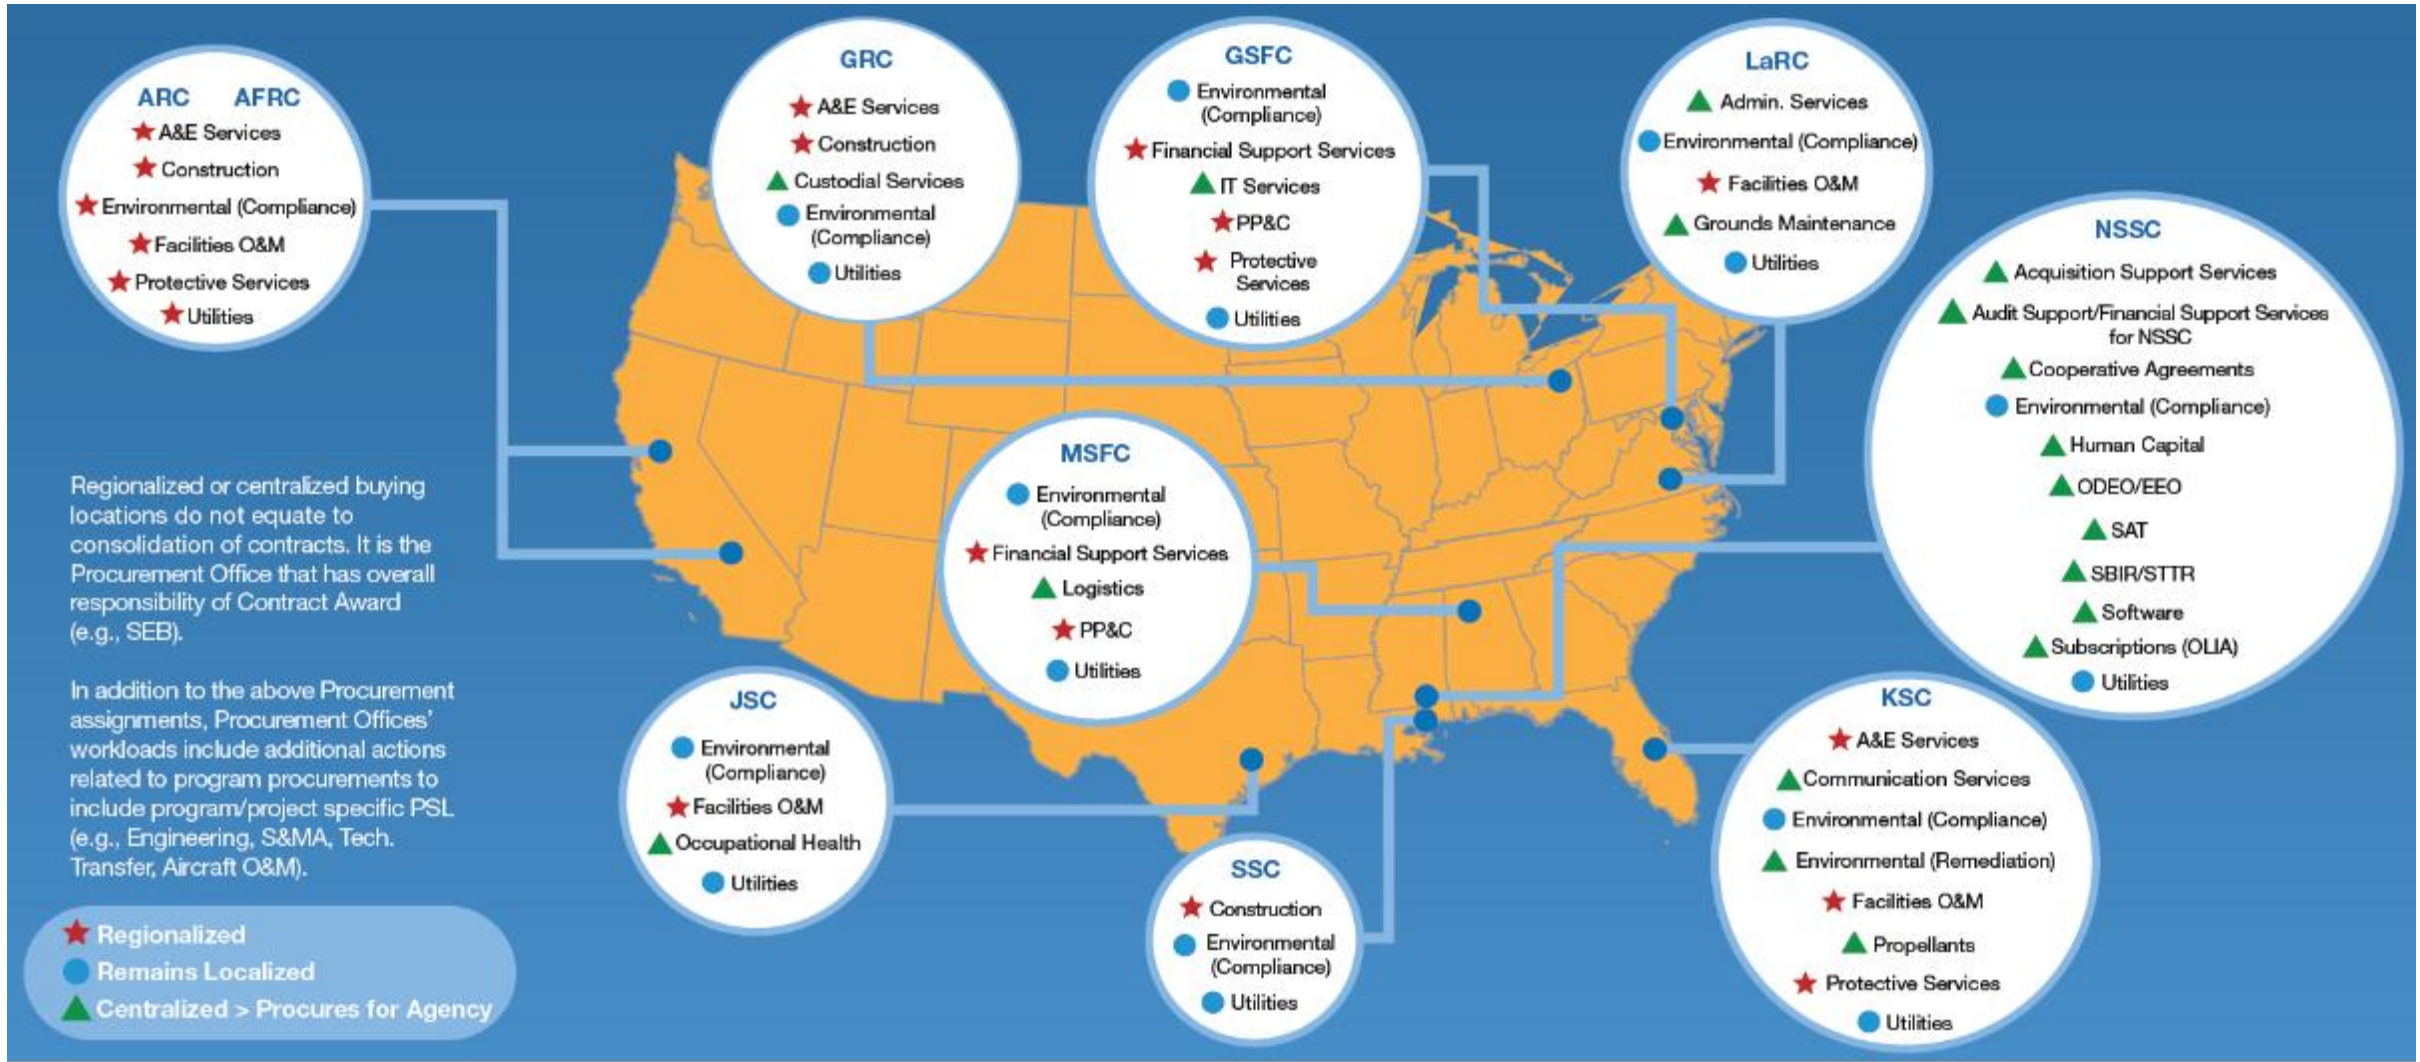 ARC AFRC
A&E Services
Construction
Environmental (Compliance)
Facilities O&M
Protective Services
Utilities
GRC
A&E Services
Construction
Custodial Services
Environmental
(Compliance)
Utilities
GSFC
Environmental
(Compliance)
Financial Support Services
IT Services
PP&C
Protective
Services
Utilities
LaRC
Admin. Services
Environmental (Compliance)
Facilities O&M
Grounds Maintenance
Utilities
NSSC
Acquisition Support Services
Audit Support/Financial Support Services
for NSSC
Cooperative Agreements
Environmental (Compliance)
Human Capital
ODEO/EEO
SAT
SBIR/STTR
Software
Subscriptions (OLIA)
Utilities
MSFC
Environmental
(Compliance)
Financial Support Services
Logistics
PP&C
Utilities
JSC
Environmental
(Compliance)
Facilities O&M
Occupational Health
Utilities
SSC
Construction
Environmental
(Compliance)
Utilities
KSC
A&E Services
Communication Services
Environmental (Compliance)
Environmental (Remediation)
Facilities O&M
Propellants
Protective Services
Utilities
Regionalized or centralized buying
locations do not equate to
consolidation of contracts. It is the
Procurement Office that has overall
responsibility of Contract Award
(e.g., SEB).
In addition to the above Procurement
assignments, Procurement Offices’
workloads include additional actions
related to program procurements to
include program/project specific PSL
(e.g., Engineering, S&MA, Tech.
Transfer, Aircraft O&M).
Regionalized
Remains Localized
Centralized > Procures for Agency